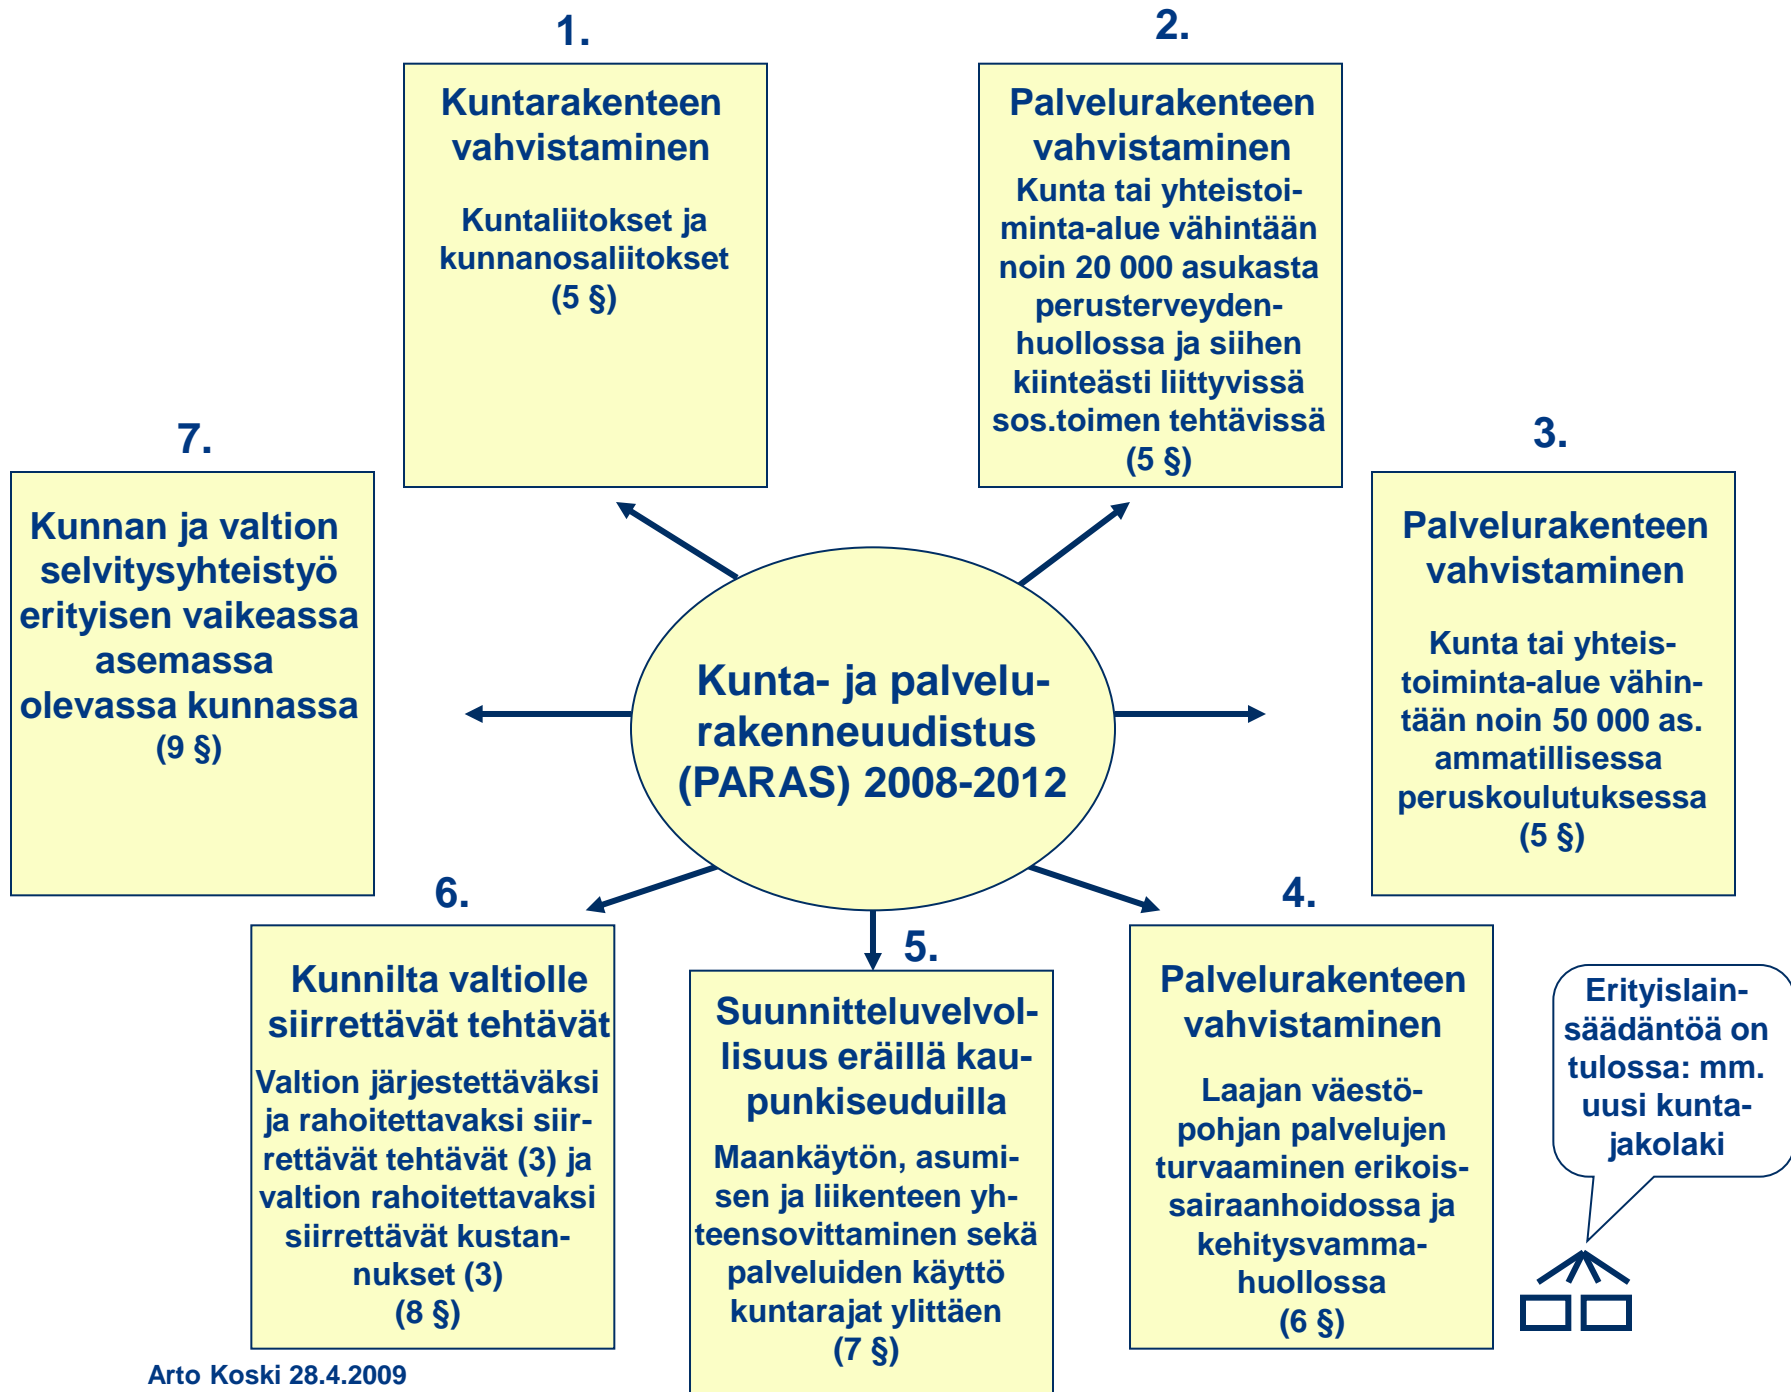 1.
Kuntarakenteen
vahvistaminen
Kuntaliitokset ja
kunnanosaliitokset
(5 §)
2.
Palvelurakenteen
vahvistaminen
Kunta tai yhteistoi-
minta-alue vähintään
noin 20 000 asukasta
perusterveyden-
huollossa ja siihen
kiinteästi liittyvissä
sos.toimen tehtävissä
(5 §)
3.
Palvelurakenteen
vahvistaminen
Kunta tai yhteis-
toiminta-alue vähin-
tään noin 50 000 as.
ammatillisessa
peruskoulutuksessa
(5 §)
7.
Kunnan ja valtion
selvitysyhteistyö
erityisen vaikeassa
asemassa
olevassa kunnassa
(9 §)
Kunta- ja palvelu-
rakenneuudistus
(PARAS) 2008-2012
6.
Kunnilta valtiolle
siirrettävät tehtävät
Valtion järjestettäväksi
ja rahoitettavaksi siir-
rettävät tehtävät (3) ja
valtion rahoitettavaksi
siirrettävät kustan-
nukset (3)
(8 §)
5.
Suunnitteluvelvol-
lisuus eräillä kau-
punkiseuduilla
Maankäytön, asumi-
sen ja liikenteen yh-
teensovittaminen sekä
palveluiden käyttö
kuntarajat ylittäen
(7 §)
4.
Palvelurakenteen
vahvistaminen
Laajan väestö-
pohjan palvelujen
turvaaminen erikois-
sairaanhoidossa ja
kehitysvamma-
huollossa
(6 §)
Erityislain-
säädäntöä on
tulossa: mm.
uusi kunta-
jakolaki
Arto Koski 28.4.2009